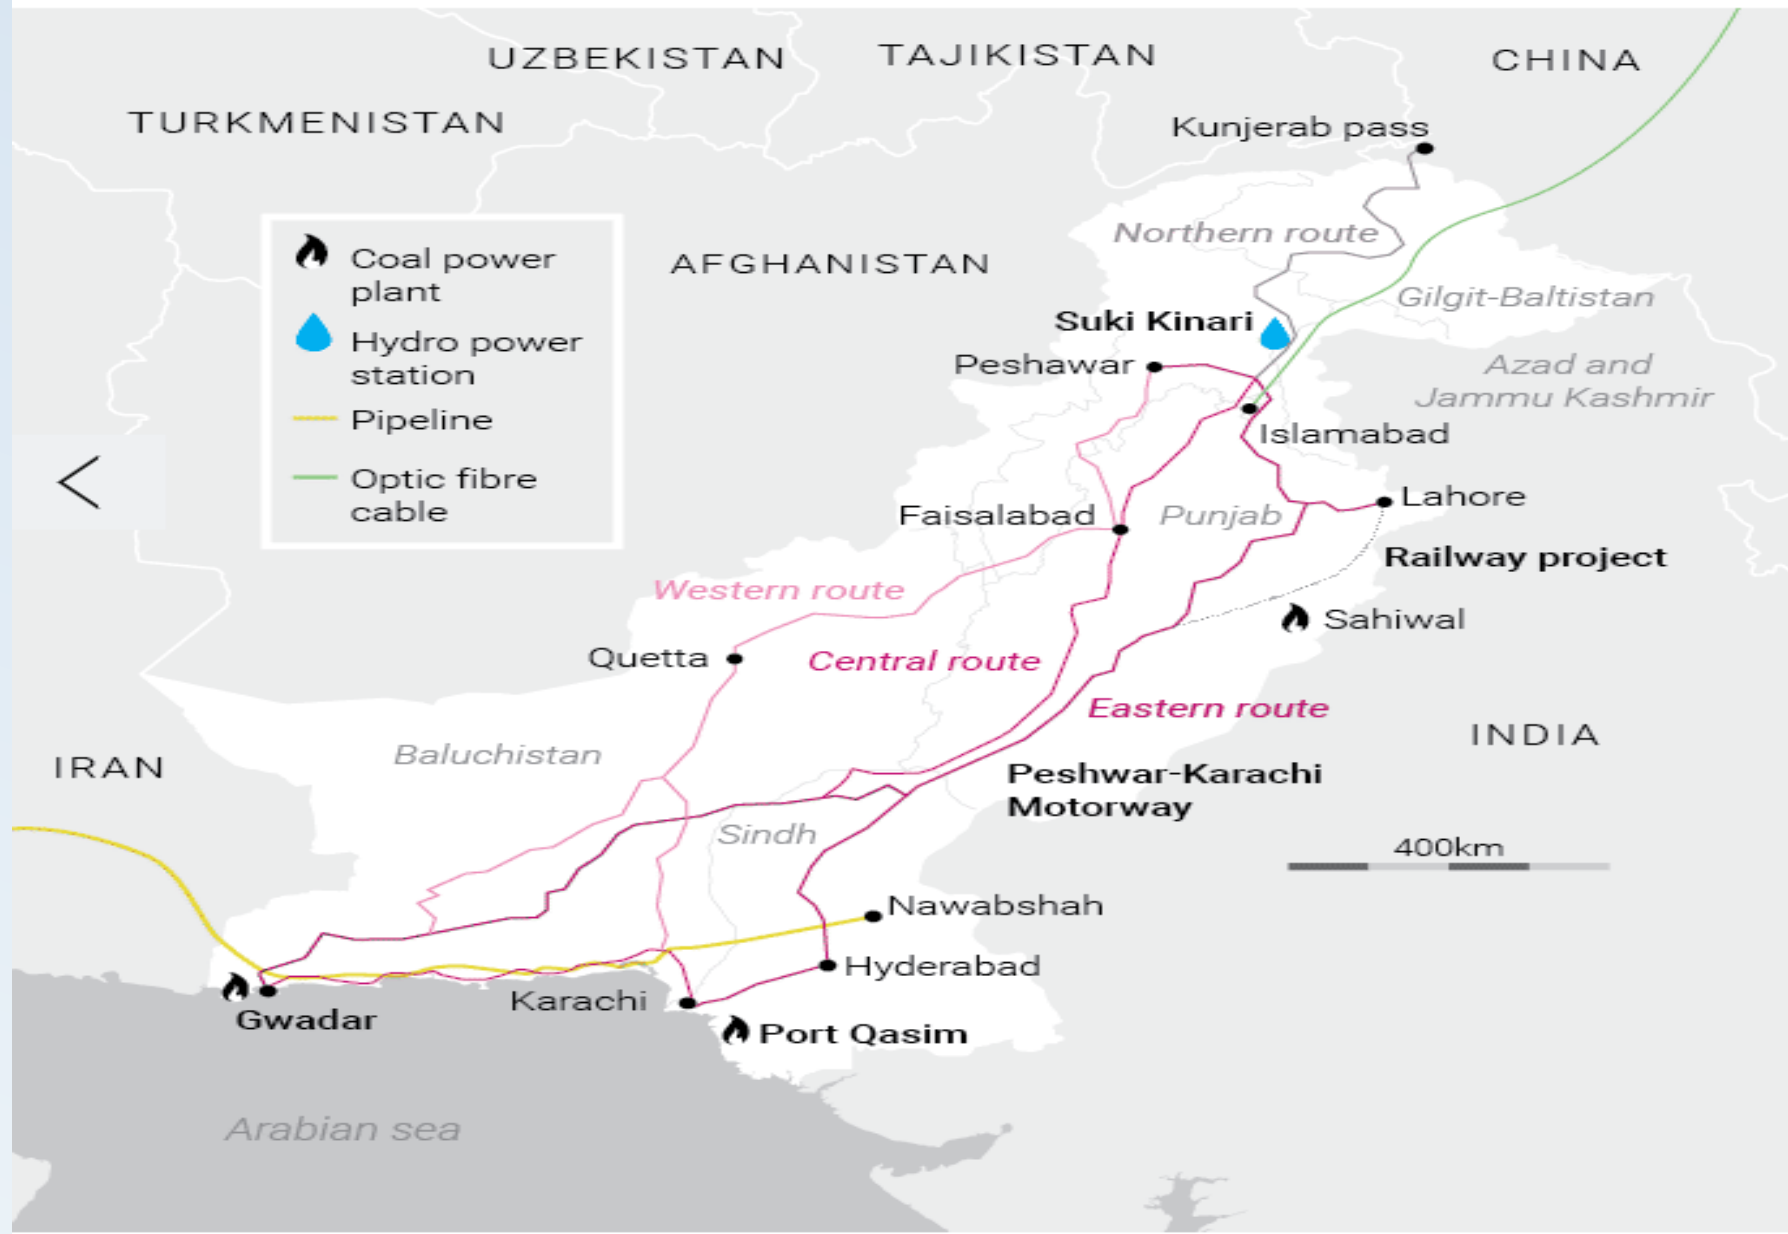 UZBEKISTAN
TAJIKISTAN
CHINA
TURKMENISTAN
Kunjerab pass
Coal power
plant
Hydro power
station
Pipeline
Optic fibre
cable
AFGHANISTAN
Northern route
Gilgit-Baltistan
Suki Kinari
Peshawar
Azad and
Jammu Kashmir
Islamabad
Lahore
Faisalabad
Punjab
Railway project
Western route
Sahiwal
Quetta
Central route
Eastern route
INDIA
Baluchistan
IRAN
Peshwar-Karachi
Motorway
Sindh
400km
Nawabshah
Hyderabad
Karachi
Gwadar
Port Qasim
Arabian sea